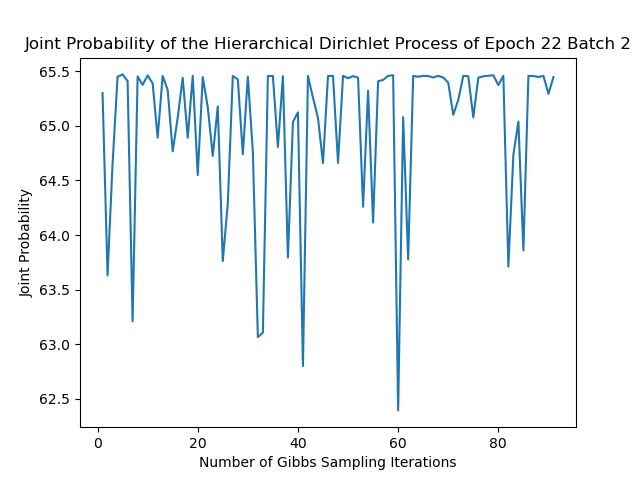 Joint Probability of the Hierarchical Dirichlet Process of Epoch 22 Batch 2
65.5
65.0
64.5
64.0
63.5
63.0
62.5
Joint Probability
0 20 40 60 80
Number of Gibbs Sampling Iterations